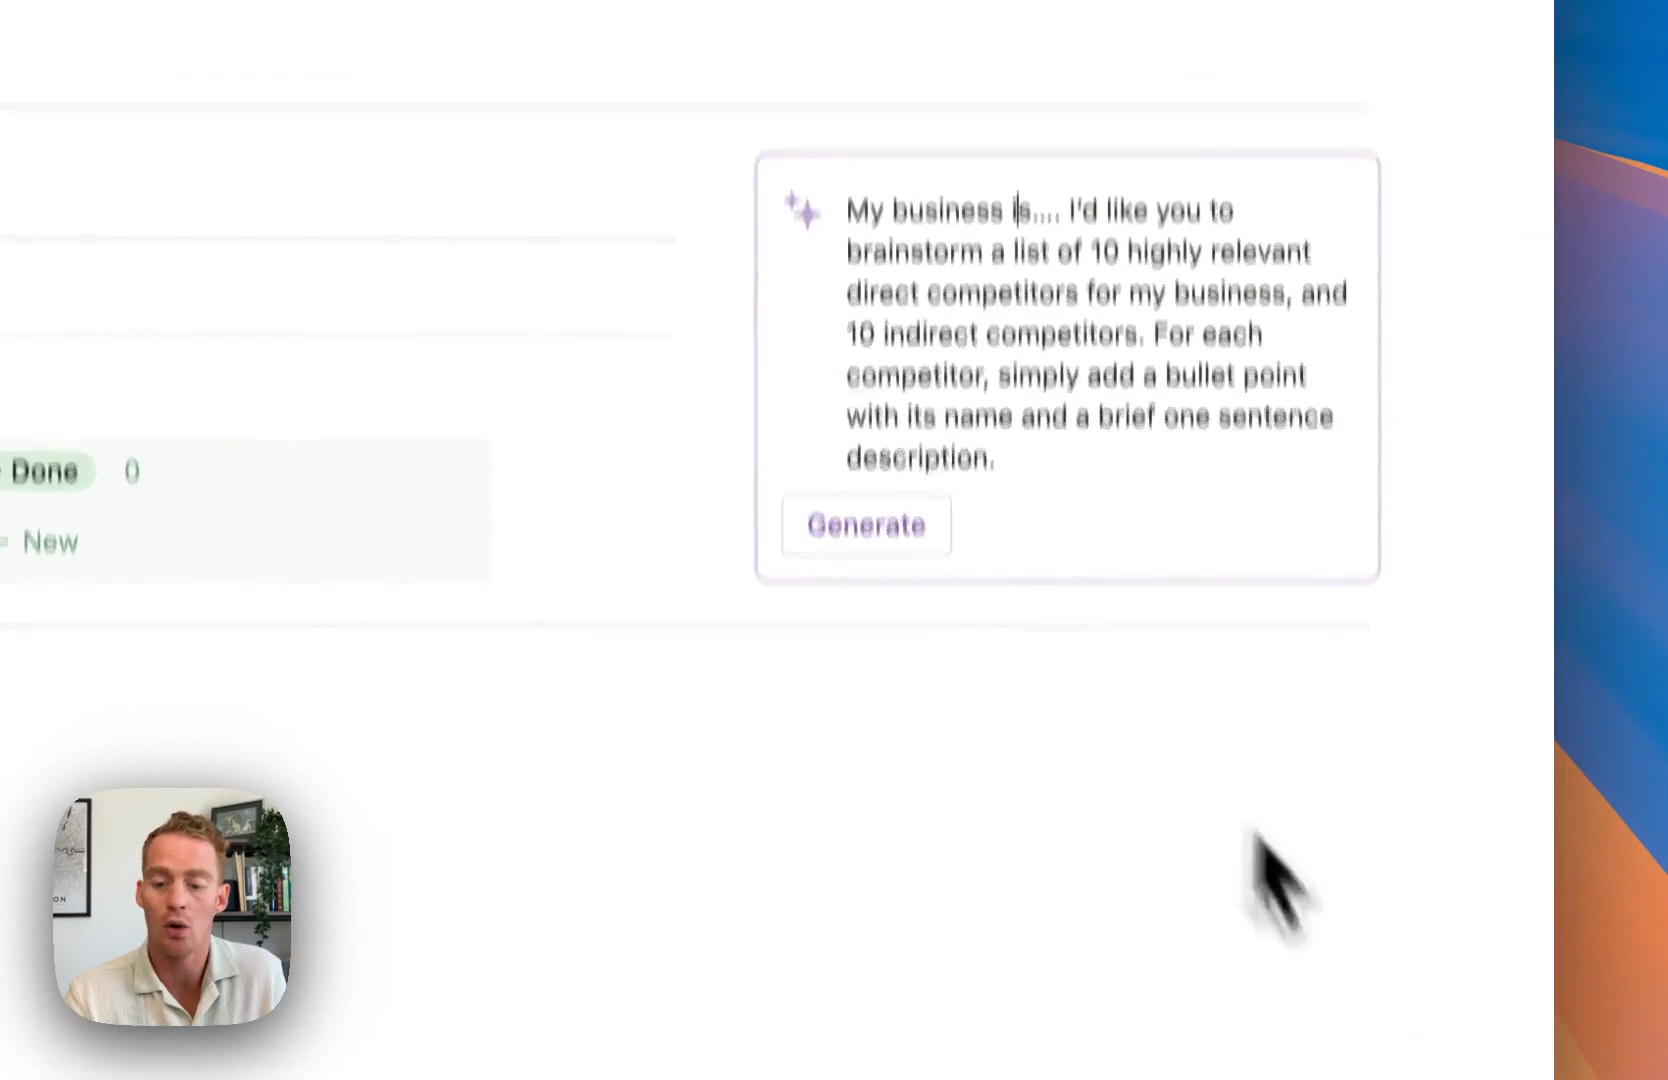 My business is.... I'd like you to
brainstorm a list of 10 highly relevant
direct competitors for my business, and
10 indirect competitors. For each
competitor, simply add a bullet point
with its name and a brief one sentence
description.
Generate
Done 0
New
ON